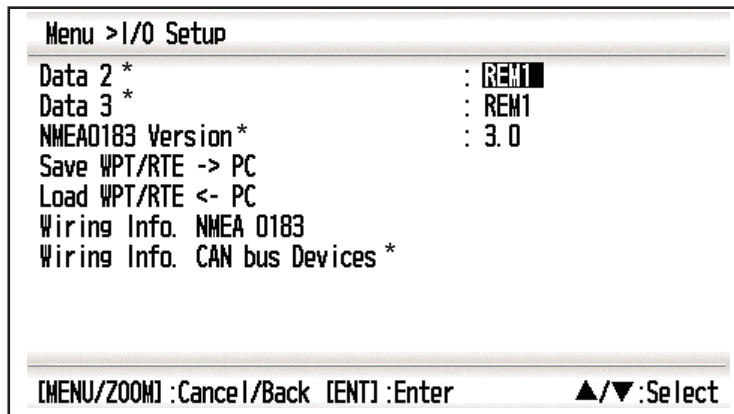 Menu >I/O Setup
Data 2 * : REM1
Data 3 * : REM1
NMEA0183 Version* : 3.0
Save WPT/RTE -> PC
Load WPT/RTE <- PC
Wiring Info. NMEA 0183
Wiring Info. CAN bus Devices *
[MENU/ZOOM] :Cancel/Back [ENT] :Enter ▲/▼:Select